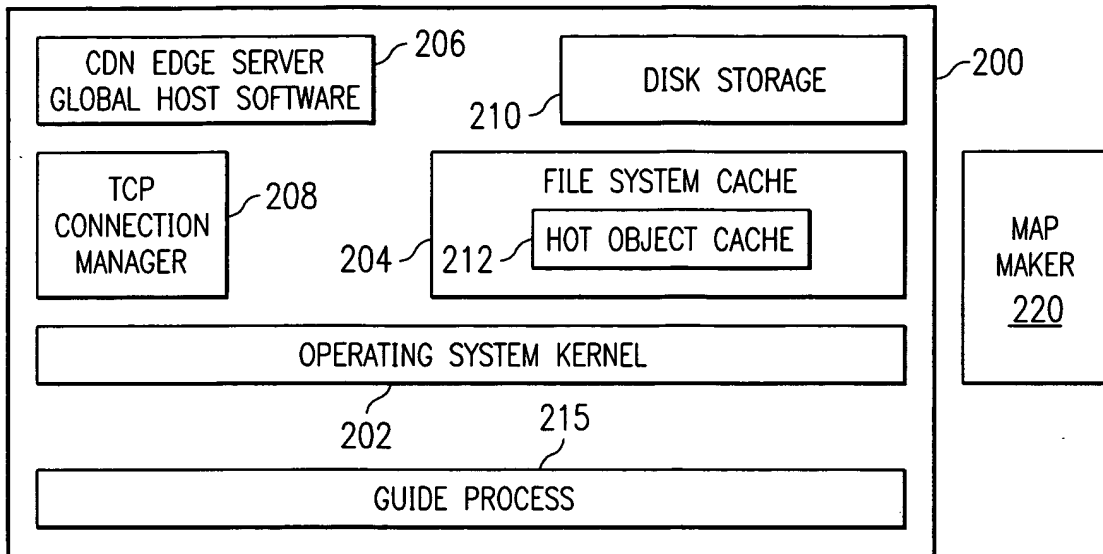 CDN EDGE SERVER
GLOBAL HOST SOFTWARE
206
DISK STORAGE
210
200
TCP
CONNECTION
MANAGER
208
FILE SYSTEM CACHE
HOT OBJECT CACHE
204
212
MAP
MAKER
220
OPERATING SYSTEM KERNEL
202
215
GUIDE PROCESS